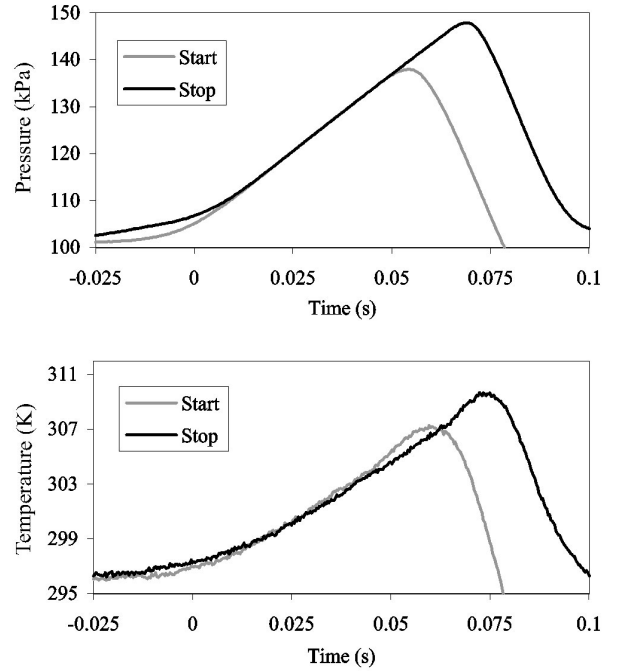 150
140
130
120
110
100
Pressure (kPa)
Start
Stop
-0.025 0 0.025 0.05 0.075 0.1
Time (s)
311
307
303
299
295
Temperature (K)
Start
Stop
-0.025 0 0.025 0.05 0.075 0.1
Time (s)